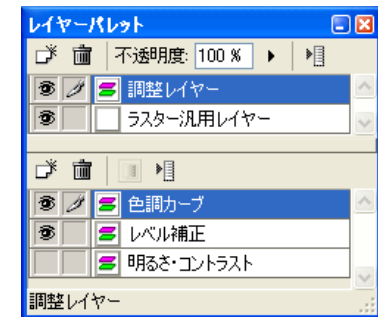 レイヤーパレット
不透明度: 100 %
調整レイヤー
ラスター汎用レイヤー
色調カーブ
レベル補正
明るさ・コントラスト
調整レイヤー